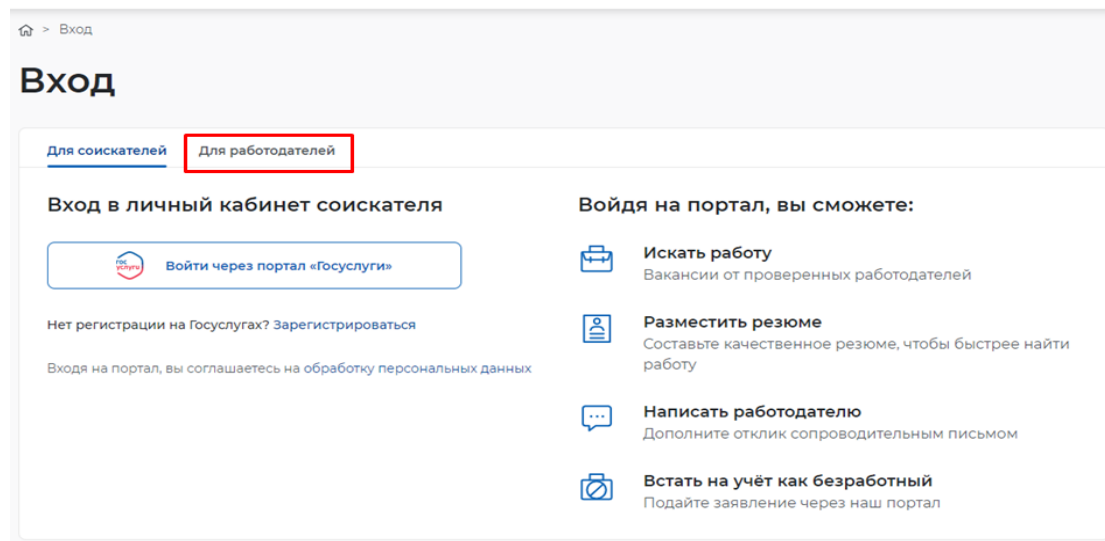 > Вход
Вход
Для соискателей
Для работодателей
Вход в личный кабинет соискателя
гос
услуги
Войти через портал «Госуслуги»
Нет регистрации на Госуслугах? Зарегистрироваться
Входя на портал, вы соглашаетесь на обработку персональных данных
Войдя на портал, вы сможете:
Искать работу
Вакансии от проверенных работодателей
Разместить резюме
Составьте качественное резюме, чтобы быстрее найти
работу
Написать работодателю
Дополните отклик сопроводительным письмом
Встать на учёт как безработный
Подайте заявление через наш портал